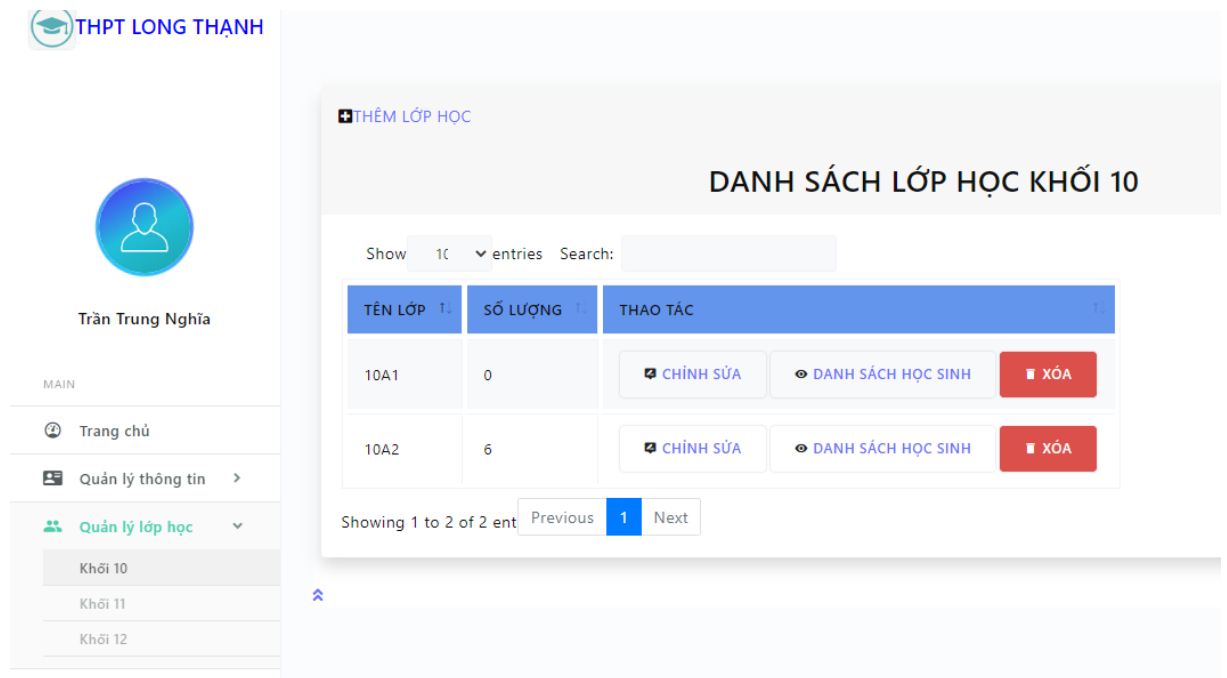 THPT LONG THẠNH
Trần Trung Nghĩa
MAIN
Trang chủ
Quản lý thông tin
Quản lý lớp học
Khối 10
Khối 11
Khối 12
THÊM LỚP HỌC
DANH SÁCH LỚP HỌC KHỐI 10
Show 10 entries Search:
TÊN LỚP SỐ LƯỢNG THAO TÁC
10A1 0 CHỈNH SỬA DANH SÁCH HỌC SINH XÓA
10A2 6 CHỈNH SỬA DANH SÁCH HỌC SINH XÓA
Showing 1 to 2 of 2 ent Previous 1 Next